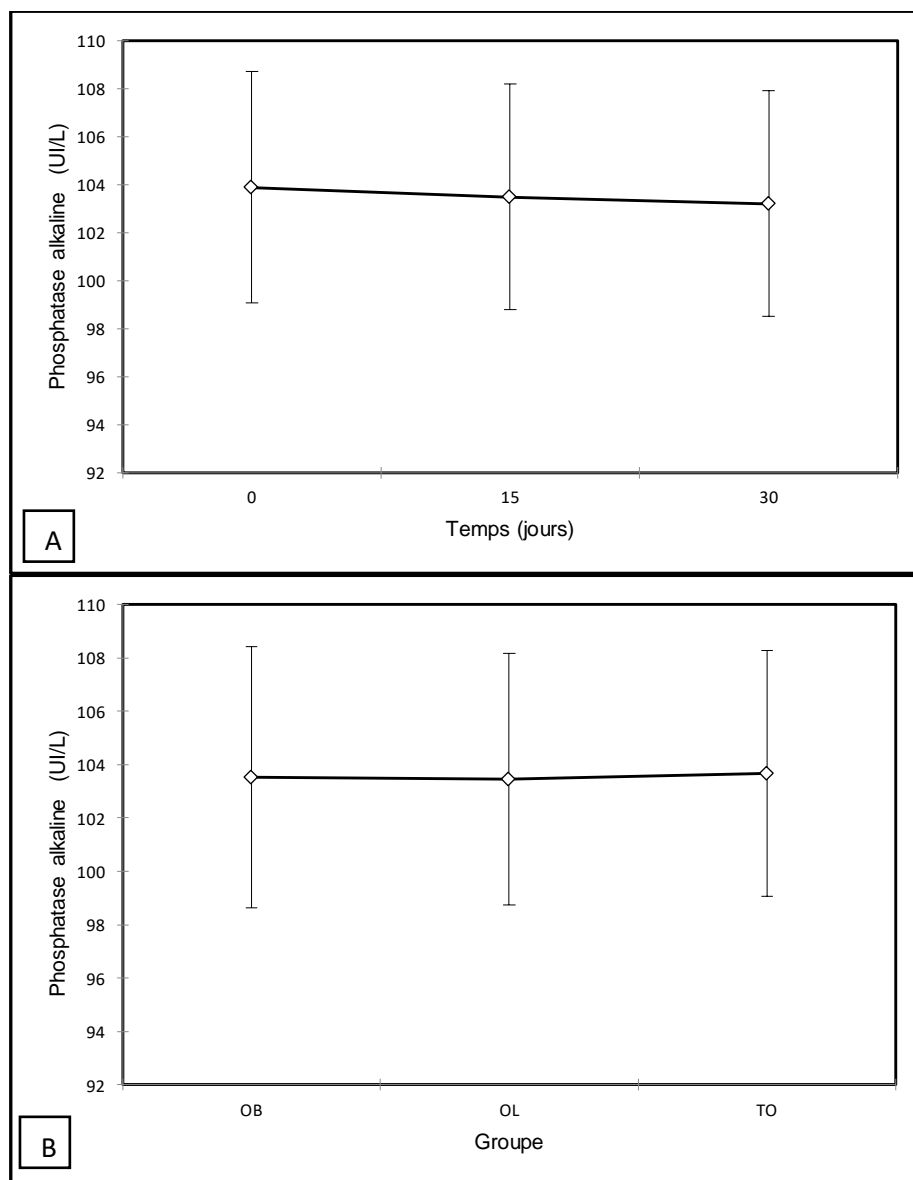 110
108
106
104
102
100
98
96
94
92
Phosphatase alkaline (UI/L)
0 15 30
Temps (jours)
A
110
108
106
104
102
100
98
96
94
92
Phosphatase alkaline (UI/L)
OB OL TO
Groupe
B